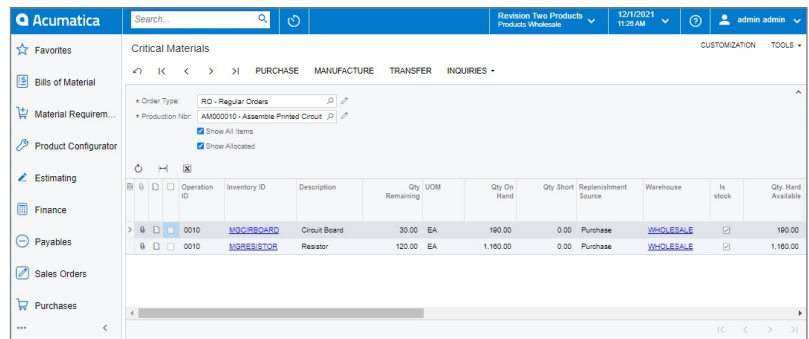 Acumatica
Search...
Revision Two Products
Products Wholesale
12/1/2021
11:26 AM
admin admin
Favorites
Bills of Material
Material Requirem...
Product Configurator
Estimating
Finance
Payables
Sales Orders
Purchases
Critical Materials
CUSTOMIZATION TOOLS
PURCHASE MANUFACTURE TRANSFER INQUIRIES
* Order Type: RO - Regular Orders
* Production Nbr: AM000010 - Assemble Printed Circuit
Show All Items
Show Allocated
Operation ID Inventory ID Description Qty Remaining UOM Qty On Hand Qty Short Replenishment Source Warehouse Is stock Qty. Hard Available
0010 MGCIRBOARD Circuit Board 30.00 EA 190.00 0.00 Purchase WHOLESALE 190.00
0010 MGRESISTOR Resistor 120.00 EA 1,160.00 0.00 Purchase WHOLESALE 1,160.00